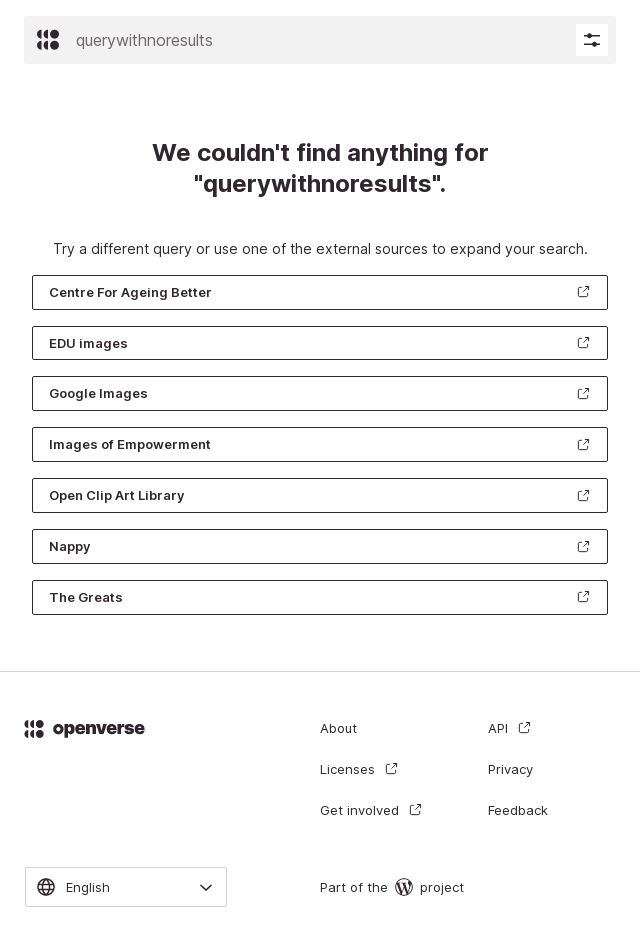 querywithnoresults
We couldn't find anything for
"querywithnoresults".
Try a different query or use one of the external sources to expand your search.
Centre For Ageing Better
EDU images
Google Images
Images of Empowerment
Open Clip Art Library
Nappy
The Greats
openverse
About
API
Licenses
Privacy
Get involved
Feedback
English
Part of the project